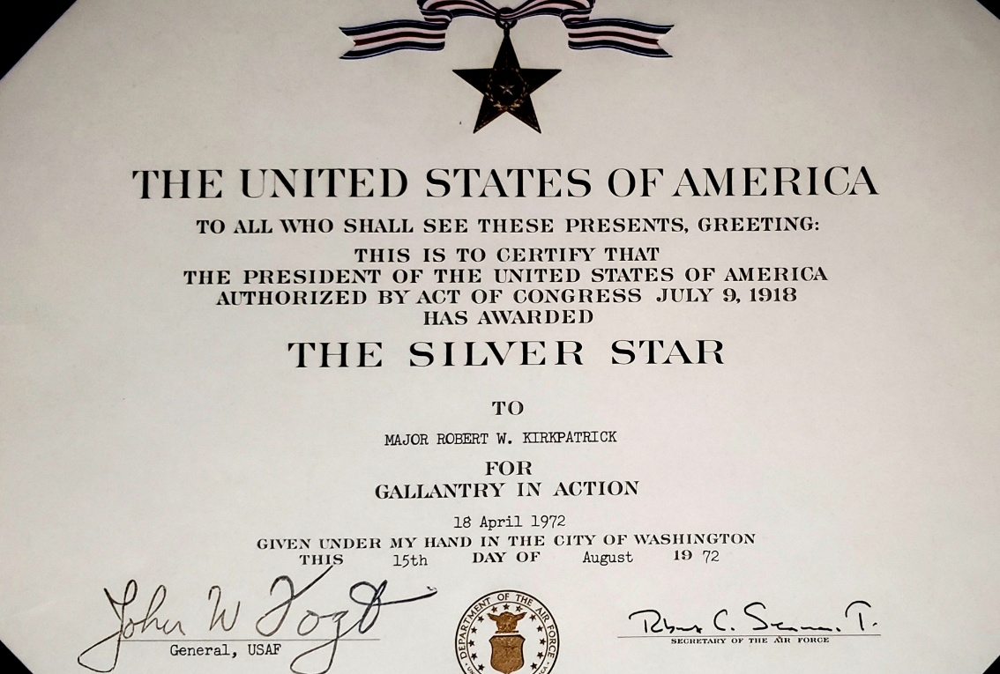 THE UNITED STATES OF AMERICA
TO ALL WHO SHALL SEE THESE PRESENTS, GREETING:
THIS IS TO CERTIFY THAT
THE PRESIDENT OF THE UNITED STATES OF AMERICA
AUTHORIZED BY ACT OF CONGRESS JULY 9, 1918
HAS AWARDED
THE SILVER STAR
TO
MAJOR ROBERT W. KIRKPATRICK
FOR
GALLANTRY IN ACTION
18 April 1972
GIVEN UNDER MY HAND IN THE CITY OF WASHINGTON
THIS 15th DAY OF August 19 72
John W Vogt
General, USAF
DEPARTMENT OF THE AIR FORCE
C.
SECRETARY OF THE AIR FORCE